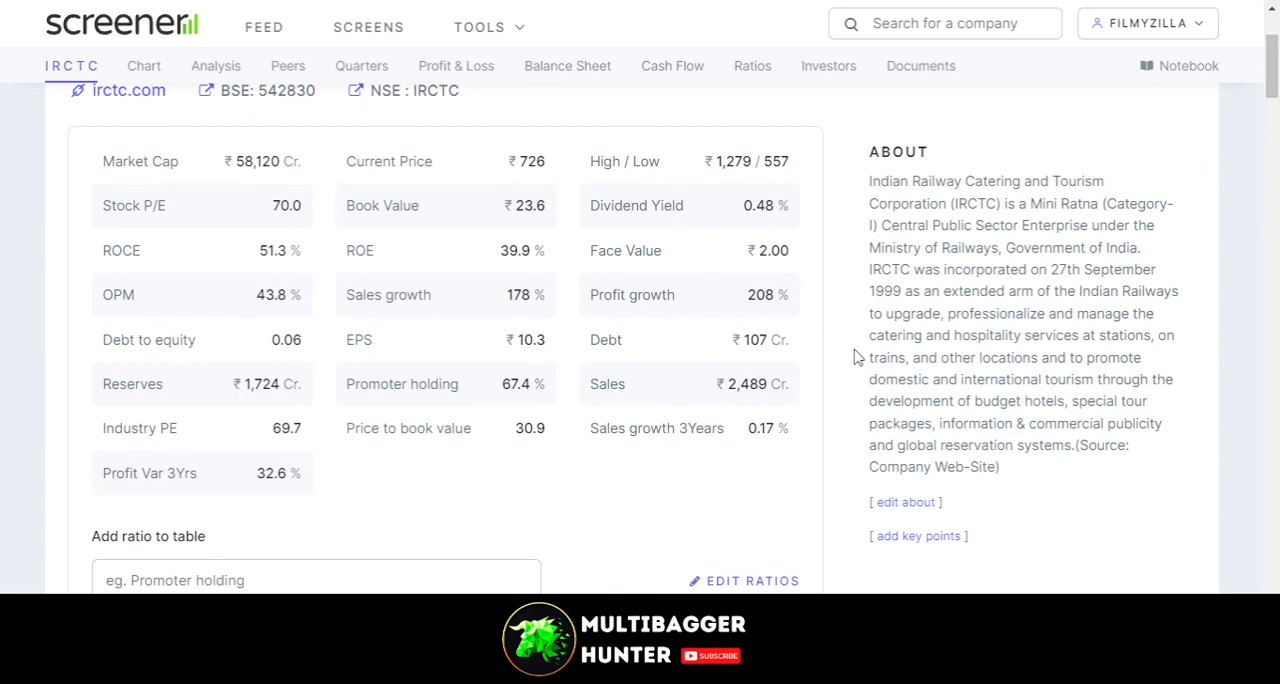 screener
FEED SCREENS TOOLS
Search for a company
FILMYZILLA
IRCTC Chart Analysis Peers Quarters Profit & Loss Balance Sheet Cash Flow Ratios Investors Documents Notebook
irctc.com BSE: 542830 NSE : IRCTC
Market Cap ₹ 58,120 Cr. Current Price ₹ 726 High / Low ₹ 1,279 / 557
Stock P/E 70.0 Book Value ₹ 23.6 Dividend Yield 0.48 %
ROCE 51.3 % ROE 39.9 % Face Value ₹ 2.00
OPM 43.8 % Sales growth 178 % Profit growth 208 %
Debt to equity 0.06 EPS ₹ 10.3 Debt ₹ 107 Cr.
Reserves ₹ 1,724 Cr. Promoter holding 67.4 % Sales ₹ 2,489 Cr.
Industry PE 69.7 Price to book value 30.9 Sales growth 3Years 0.17 %
Profit Var 3Yrs 32.6 %
Add ratio to table
eg. Promoter holding
EDIT RATIOS
ABOUT
Indian Railway Catering and Tourism
Corporation (IRCTC) is a Mini Ratna (Category-
I) Central Public Sector Enterprise under the
Ministry of Railways, Government of India.
IRCTC was incorporated on 27th September
1999 as an extended arm of the Indian Railways
to upgrade, professionalize and manage the
catering and hospitality services at stations, on
trains, and other locations and to promote
domestic and international tourism through the
development of budget hotels, special tour
packages, information & commercial publicity
and global reservation systems.(Source:
Company Web-Site)
[ edit about ]
[ add key points ]
MULTIBAGGER
HUNTER SUBSCRIBE